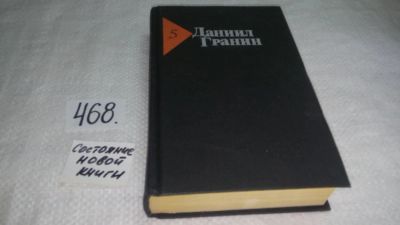 5
Даниил
Гранин
468.
Состояние
новой
книги